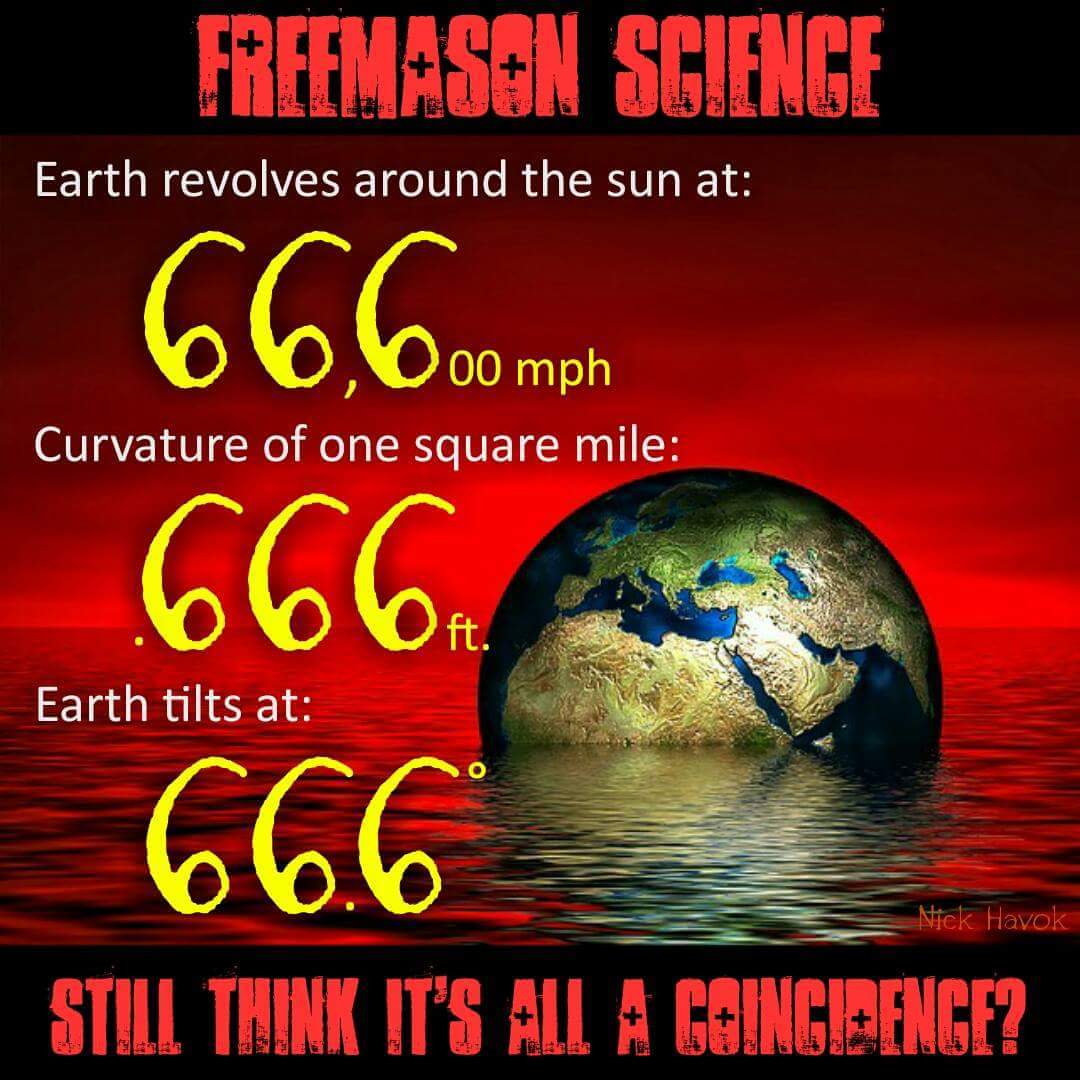 FREEMASON SCIENCE
Earth revolves around the sun at:
66,600 mph
Curvature of one square mile:
.666 ft.
Earth tilts at:
66.6°
Nick Havok
STILL THINK IT'S ALL A COINCIDENCE?